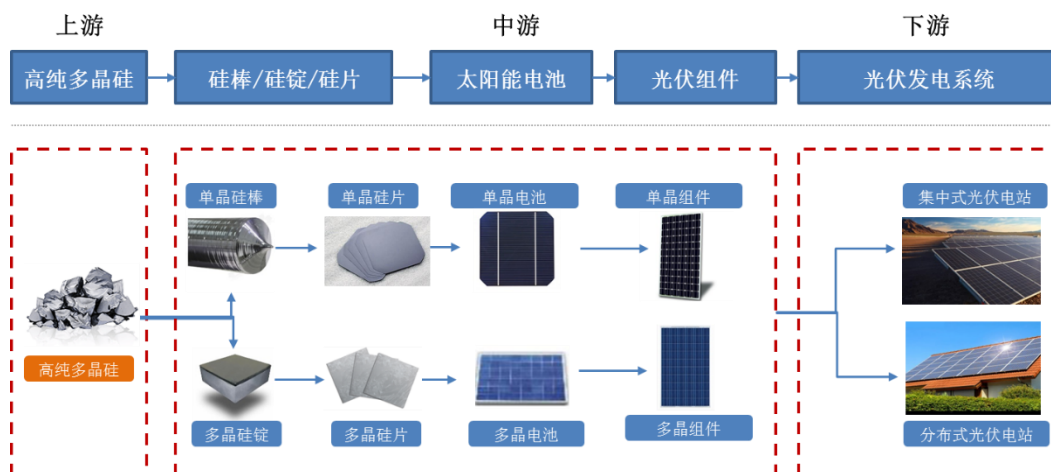 上游
中游
下游
高纯多晶硅
硅棒/硅锭/硅片
太阳能电池
光伏组件
光伏发电系统
单晶硅棒
单晶硅片
单晶电池
单晶组件
集中式光伏电站
高纯多晶硅
多晶硅锭
多晶硅片
多晶电池
多晶组件
分布式光伏电站